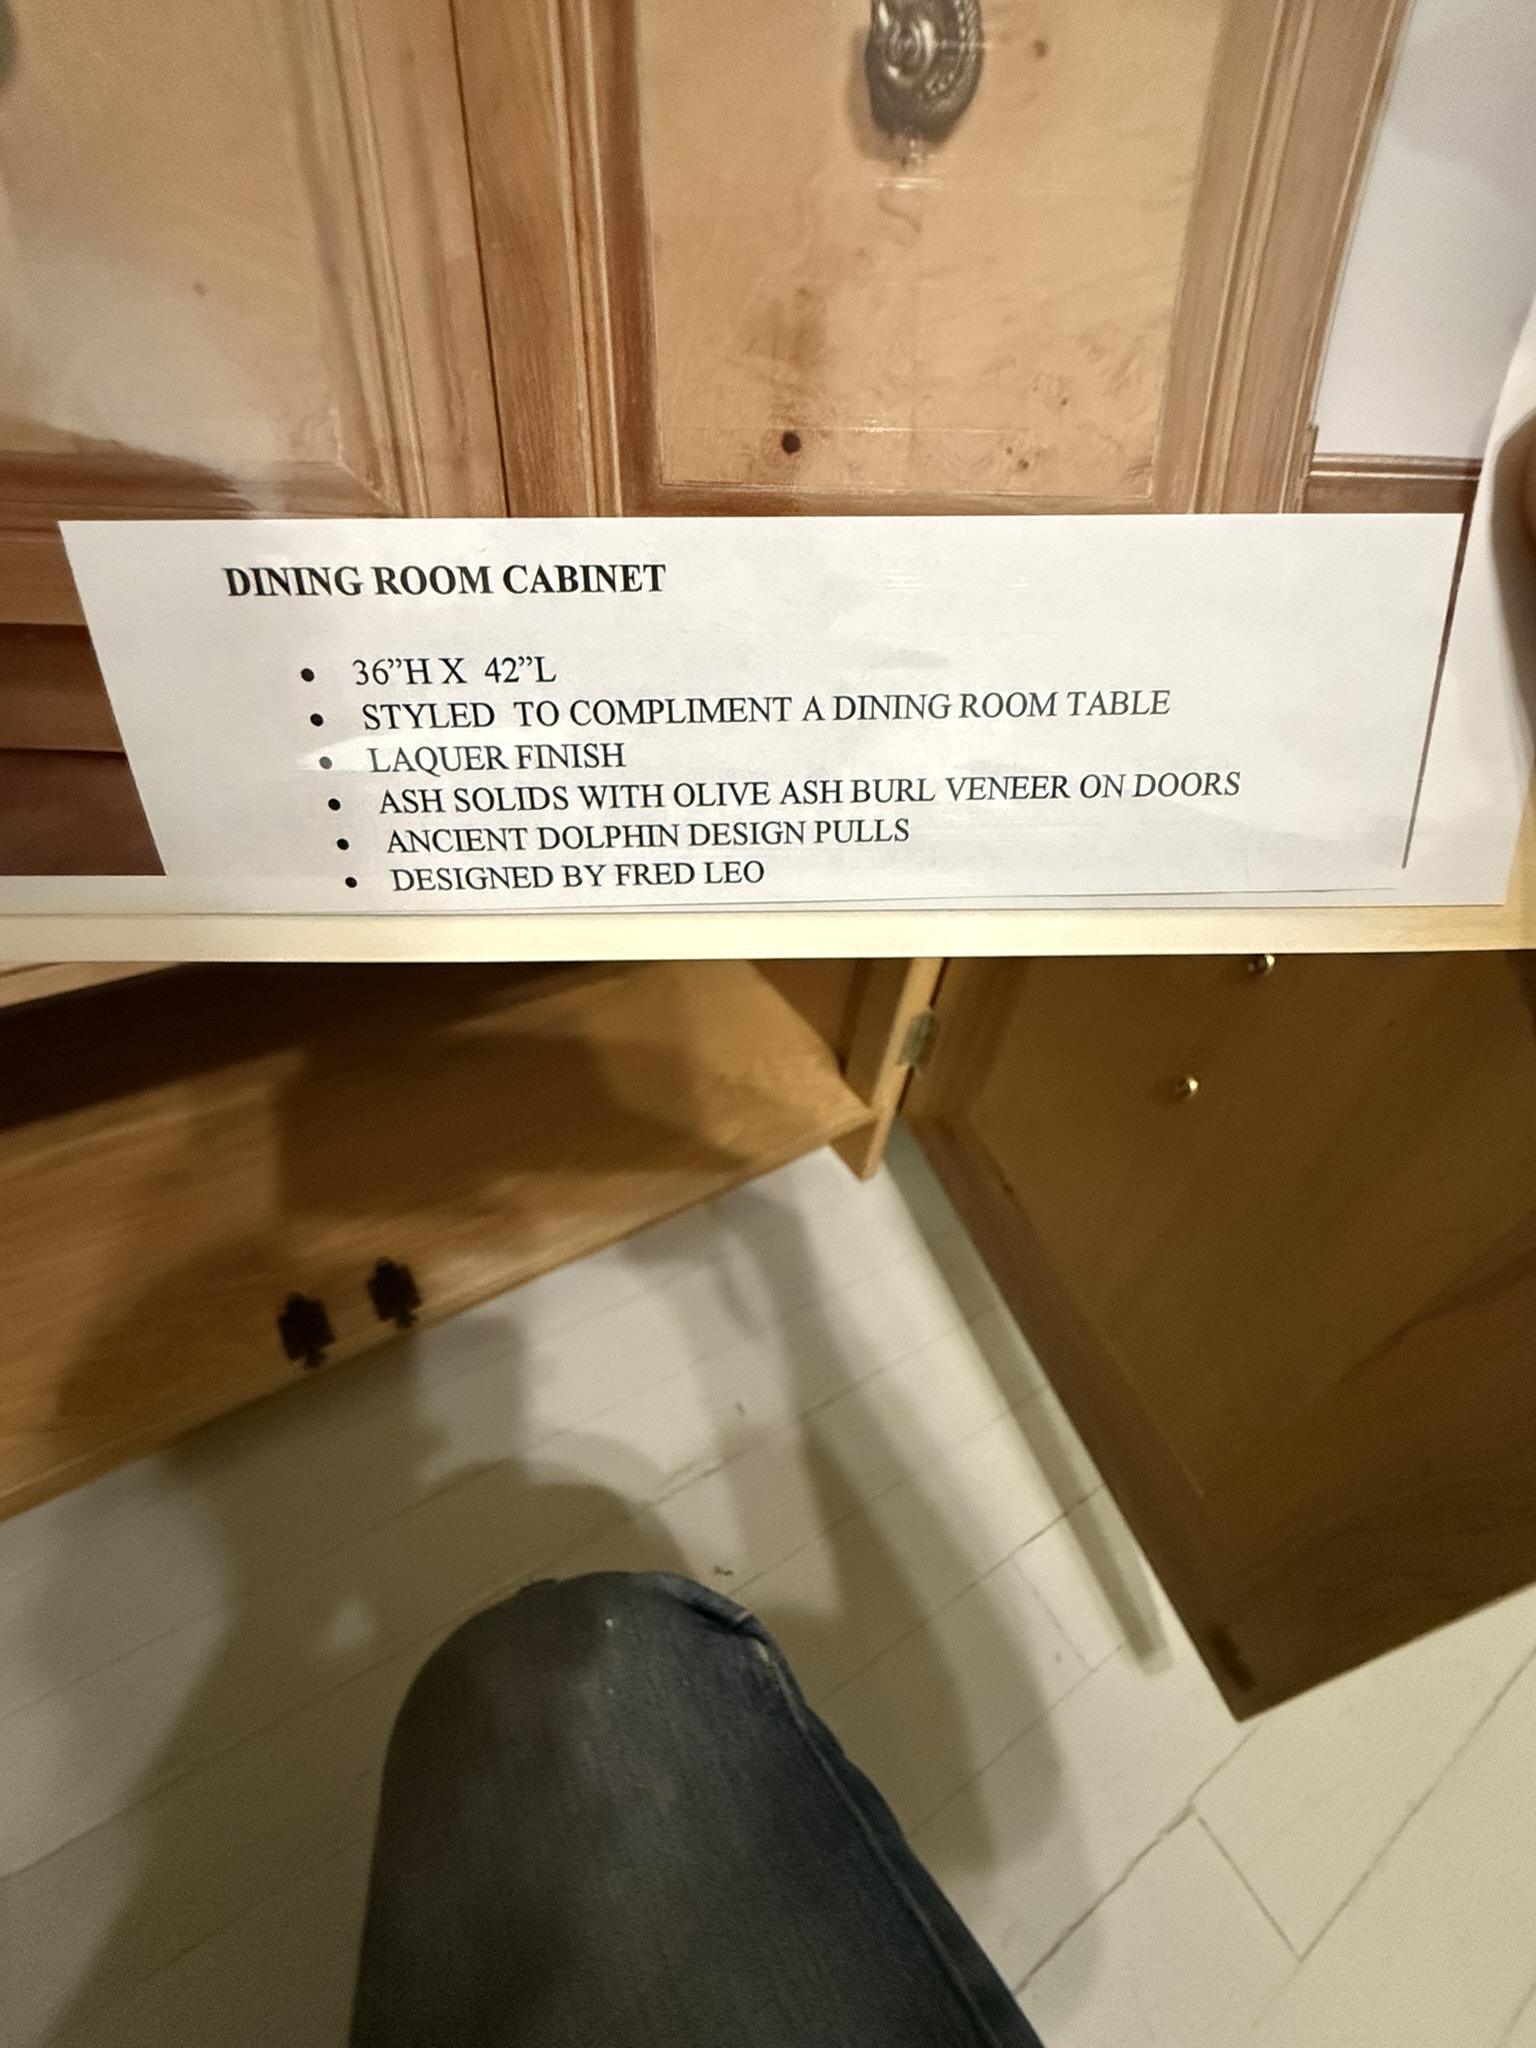 DINING ROOM CABINET
• 36”H X 42”L
• STYLED TO COMPLIMENT A DINING ROOM TABLE
• LAQUER FINISH
• ASH SOLIDS WITH OLIVE ASH BURL VENEER ON DOORS
• ANCIENT DOLPHIN DESIGN PULLS
• DESIGNED BY FRED LEO